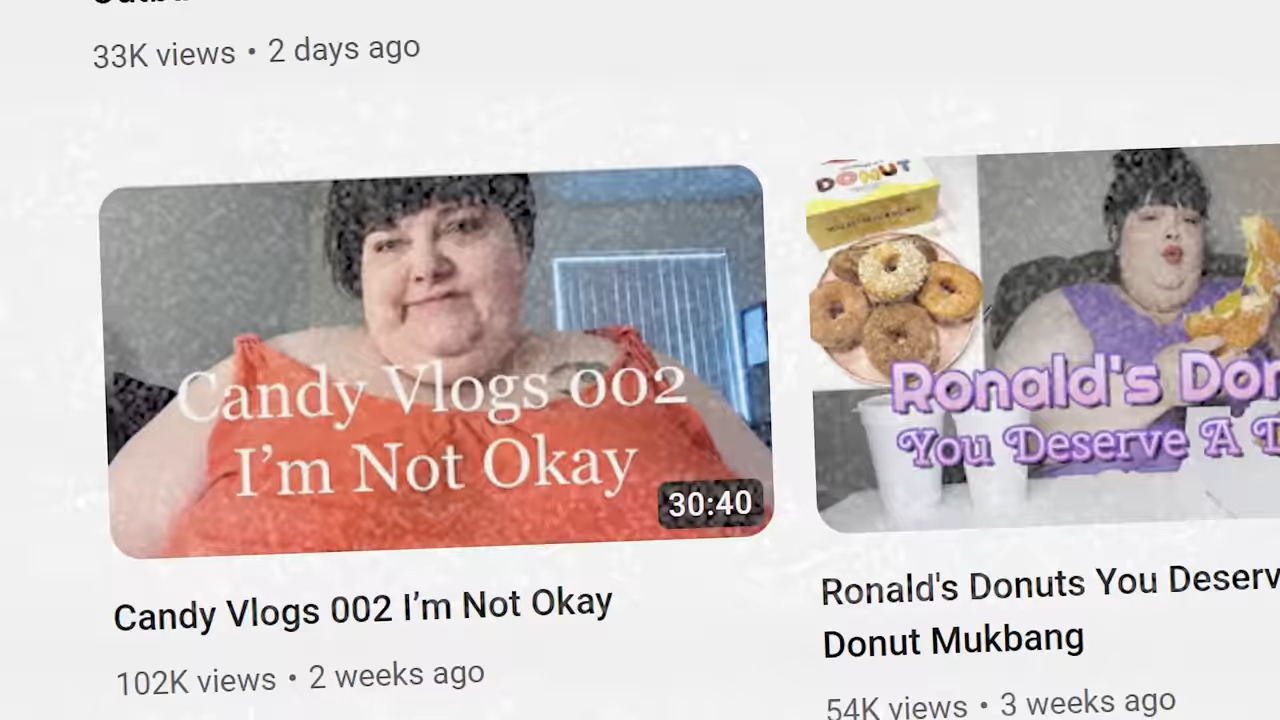 33K views • 2 days ago
DONUT
Candy Vlogs 002
I’m Not Okay
30:40
Ronald's Don
You Deserve A D
Candy Vlogs 002 I’m Not Okay
102K views • 2 weeks ago
Ronald's Donuts You Deserv
Donut Mukbang
54K views • 3 weeks ago